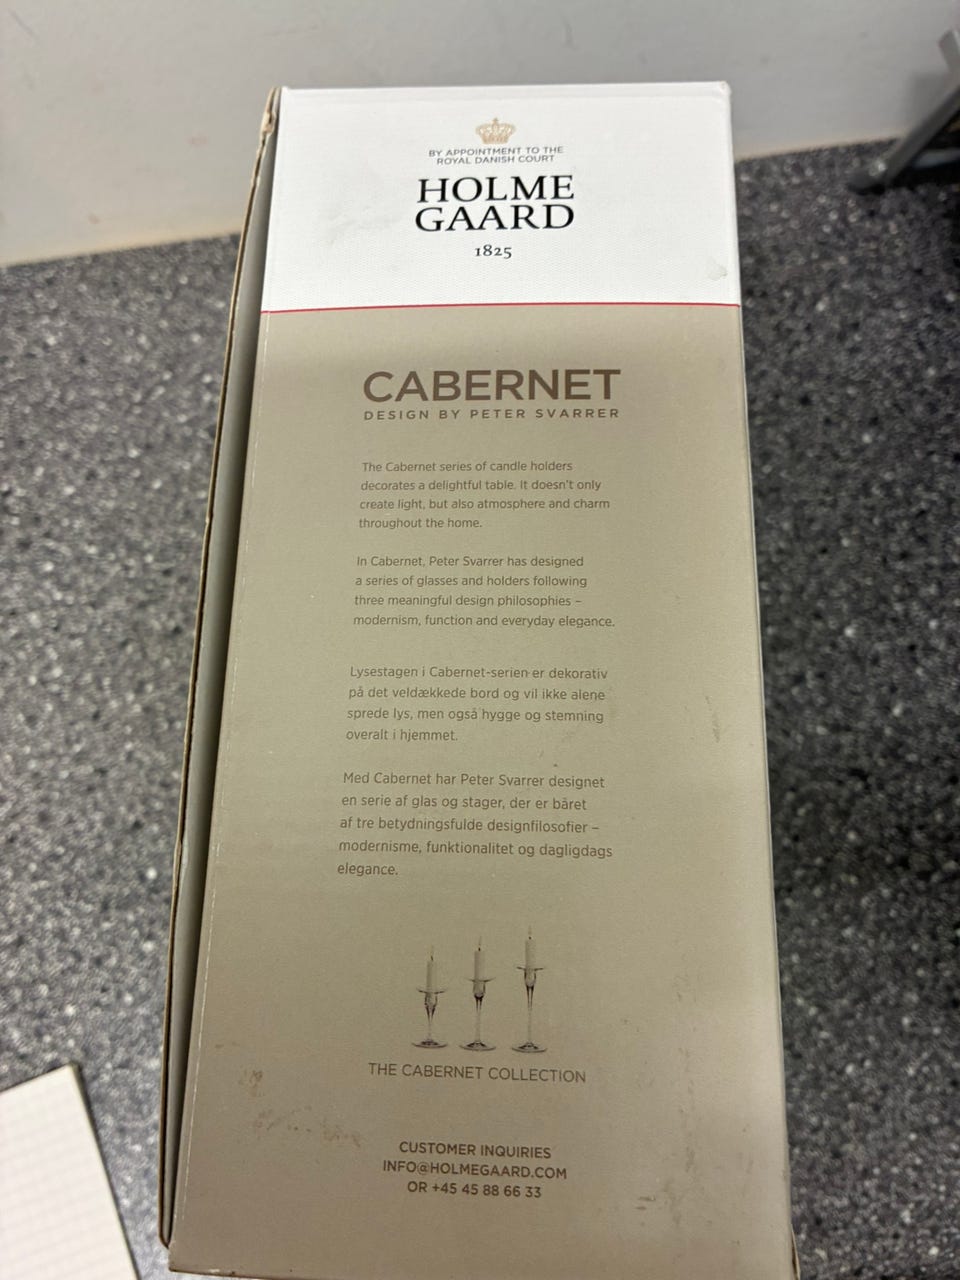 BY APPOINTMENT TO THE
ROYAL DANISH COURT
HOLME
GAARD
1825
CABERNET
DESIGN BY PETER SVARRER
The Cabernet series of candle holders
decorates a delightful table. It doesn't only
create light, but also atmosphere and charm
throughout the home.
In Cabernet, Peter Svarrer has designed
a series of glasses and holders following
three meaningful design philosophies –
modernism, function and everyday elegance.
Lysestagen i Cabernet-serien er dekorativ
på det veldækkede bord og vil ikke alene
sprede lys, men også hygge og stemning
overalt i hjemmet.
Med Cabernet har Peter Svarrer designet
en serie af glas og stager, der er båret
af tre betydningsfulde designfilosofier –
modernisme, funktionalitet og dagligdags
elegance.
THE CABERNET COLLECTION
CUSTOMER INQUIRIES
INFO@HOLMEGAARD.COM
OR +45 45 88 66 33